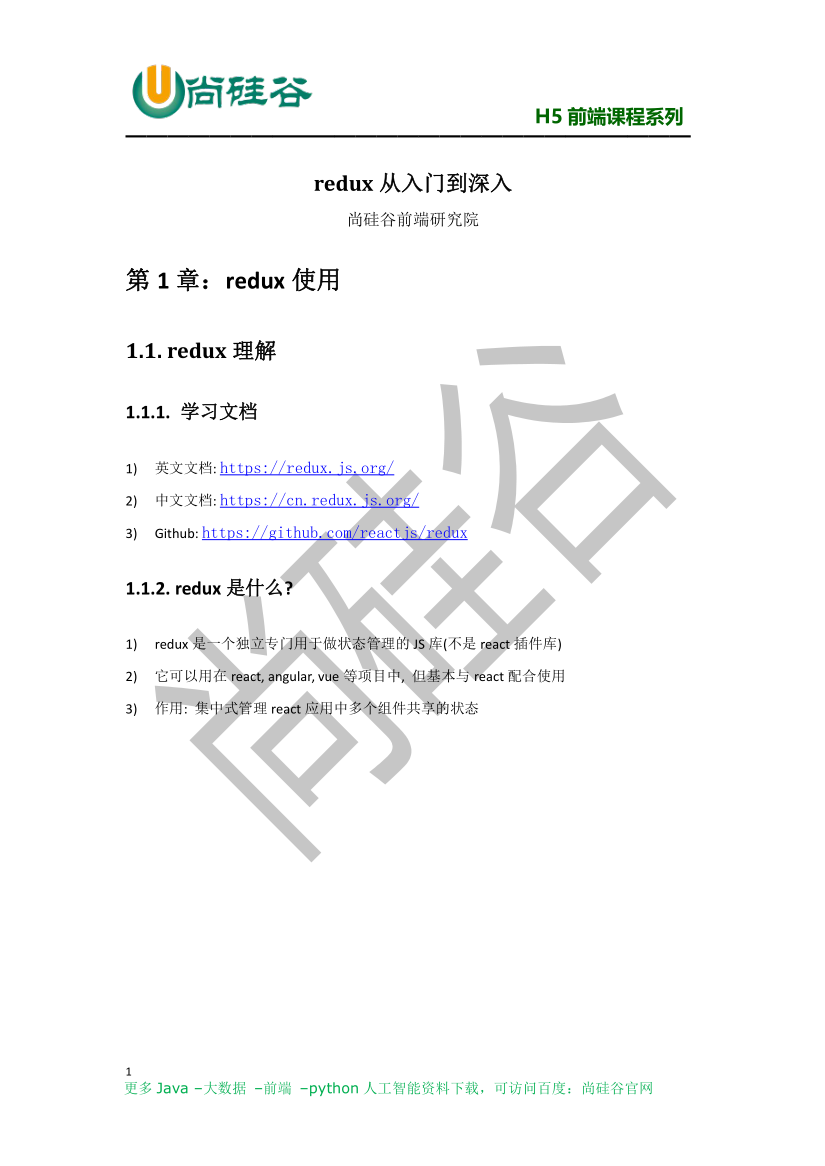 尚硅谷
H5 前端课程系列
redux 从入门到深入
尚硅谷前端研究院
第 1 章：redux 使用
1.1. redux 理解
1.1.1. 学习文档
1) 英文文档: https://redux.js.org/
2) 中文文档: https://cn.redux.js.org/
3) Github: https://github.com/reactjs/redux
1.1.2. redux 是什么?
1) redux 是一个独立专门用于做状态管理的 JS 库(不是 react 插件库)
2) 它可以用在 react, angular, vue 等项目中, 但基本与 react 配合使用
3) 作用: 集中式管理 react 应用中多个组件共享的状态
尚硅谷
1
更多 Java –大数据 –前端 –python 人工智能资料下载，可访问百度：尚硅谷官网